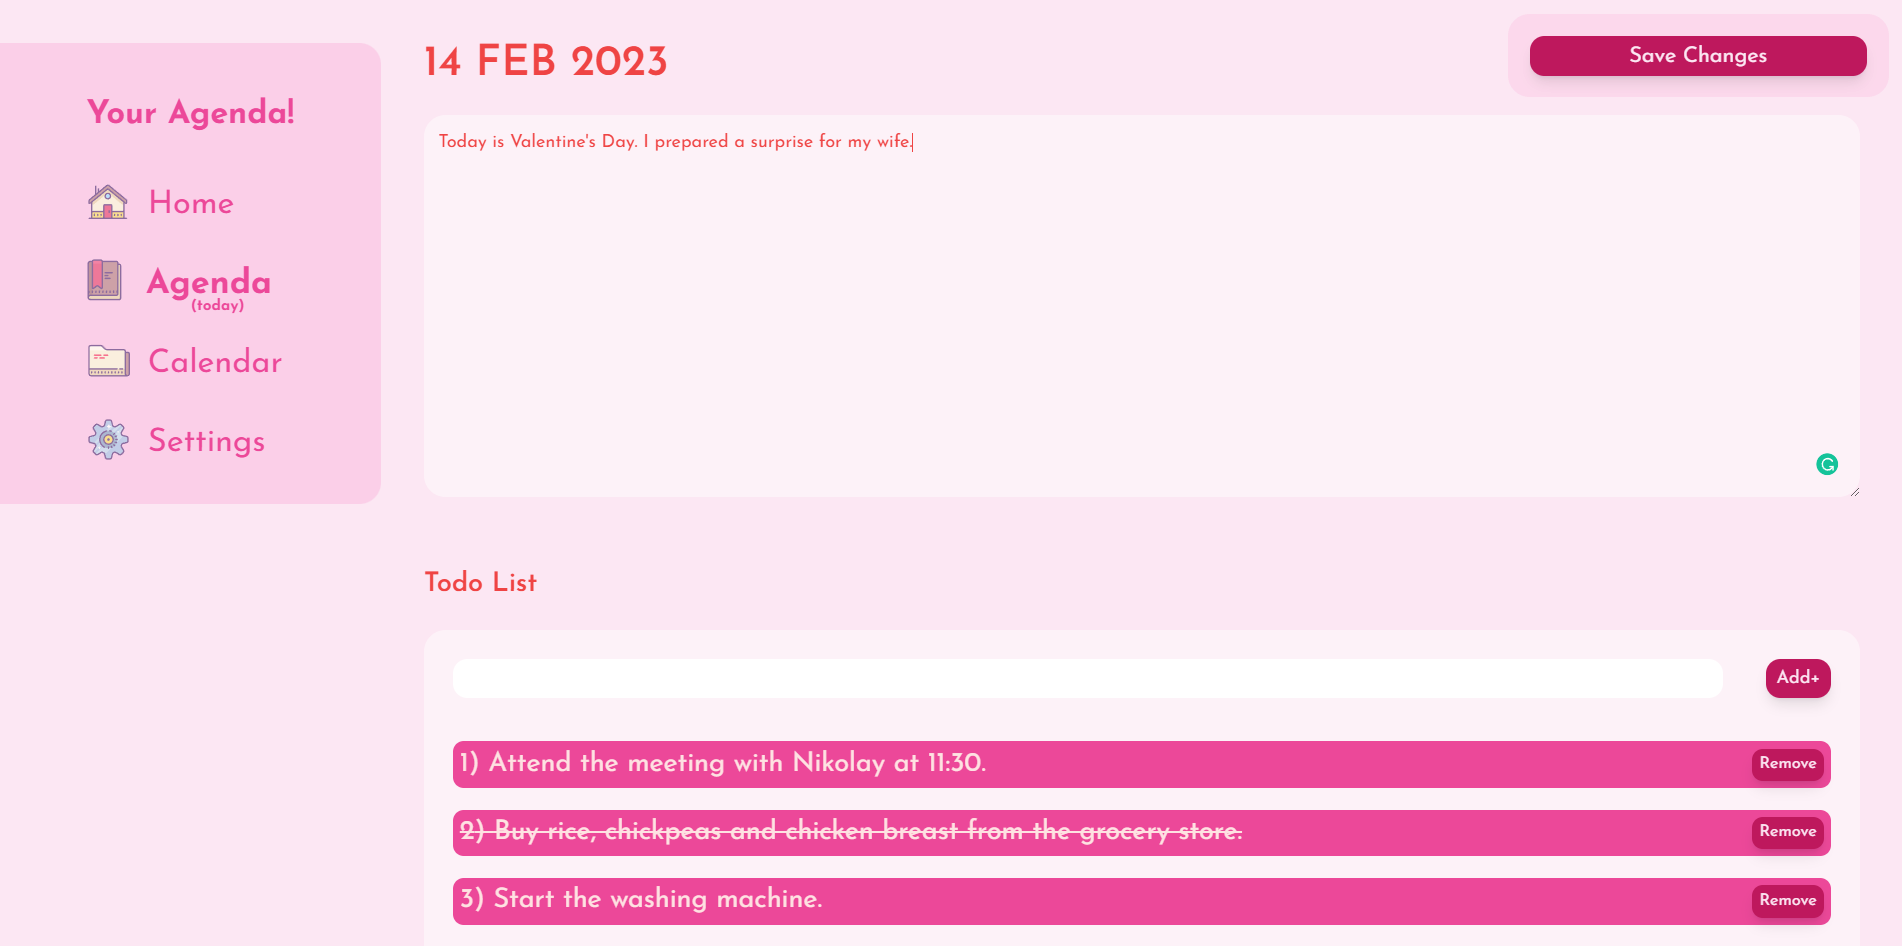 Your Agenda!
Home
Agenda
(today)
Calendar
Settings
14 FEB 2023
Save Changes
Today is Valentine's Day. I prepared a surprise for my wife.
Todo List
Add+
1) Attend the meeting with Nikolay at 11:30.
Remove
2) Buy rice, chickpeas and chicken breast from the grocery store.
Remove
3) Start the washing machine.
Remove